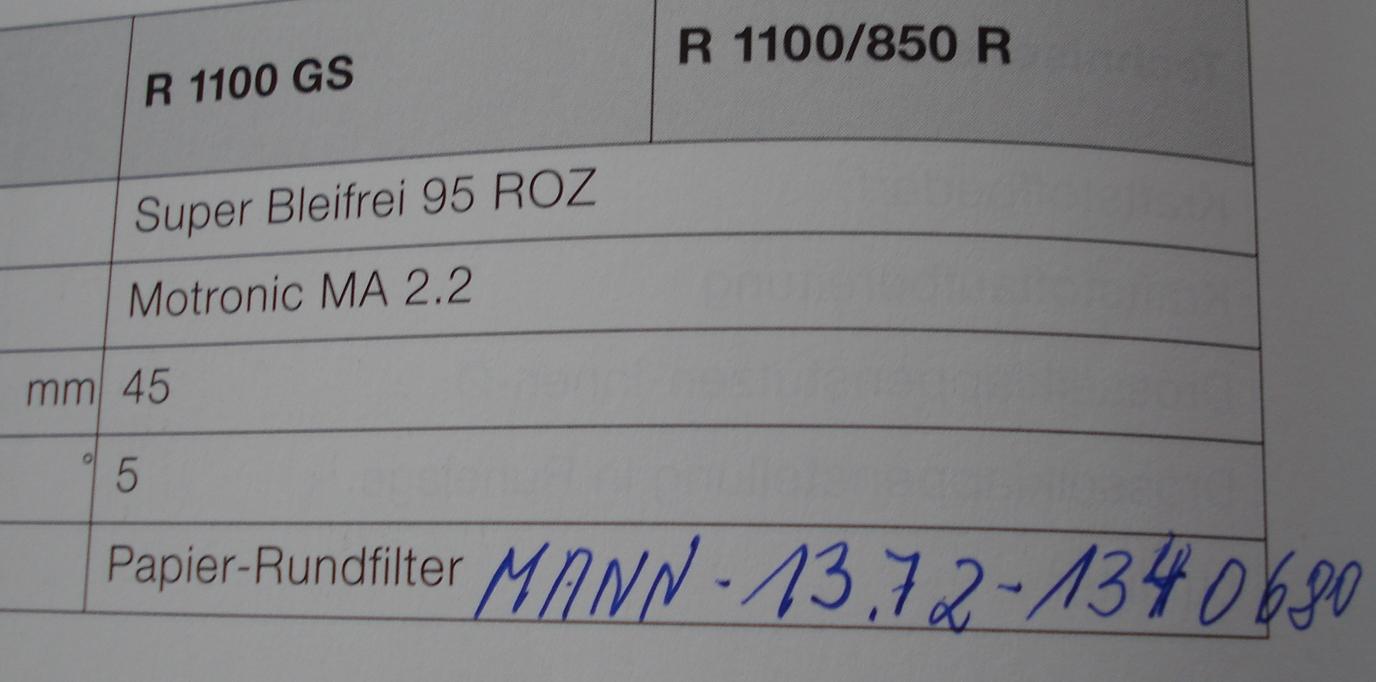 R 1100 GS R 1100/850 R
Super Bleifrei 95 ROZ
Motronic MA 2.2
mm 45
° 5
Papier-Rundfilter MANN - 13.72 - 1340680